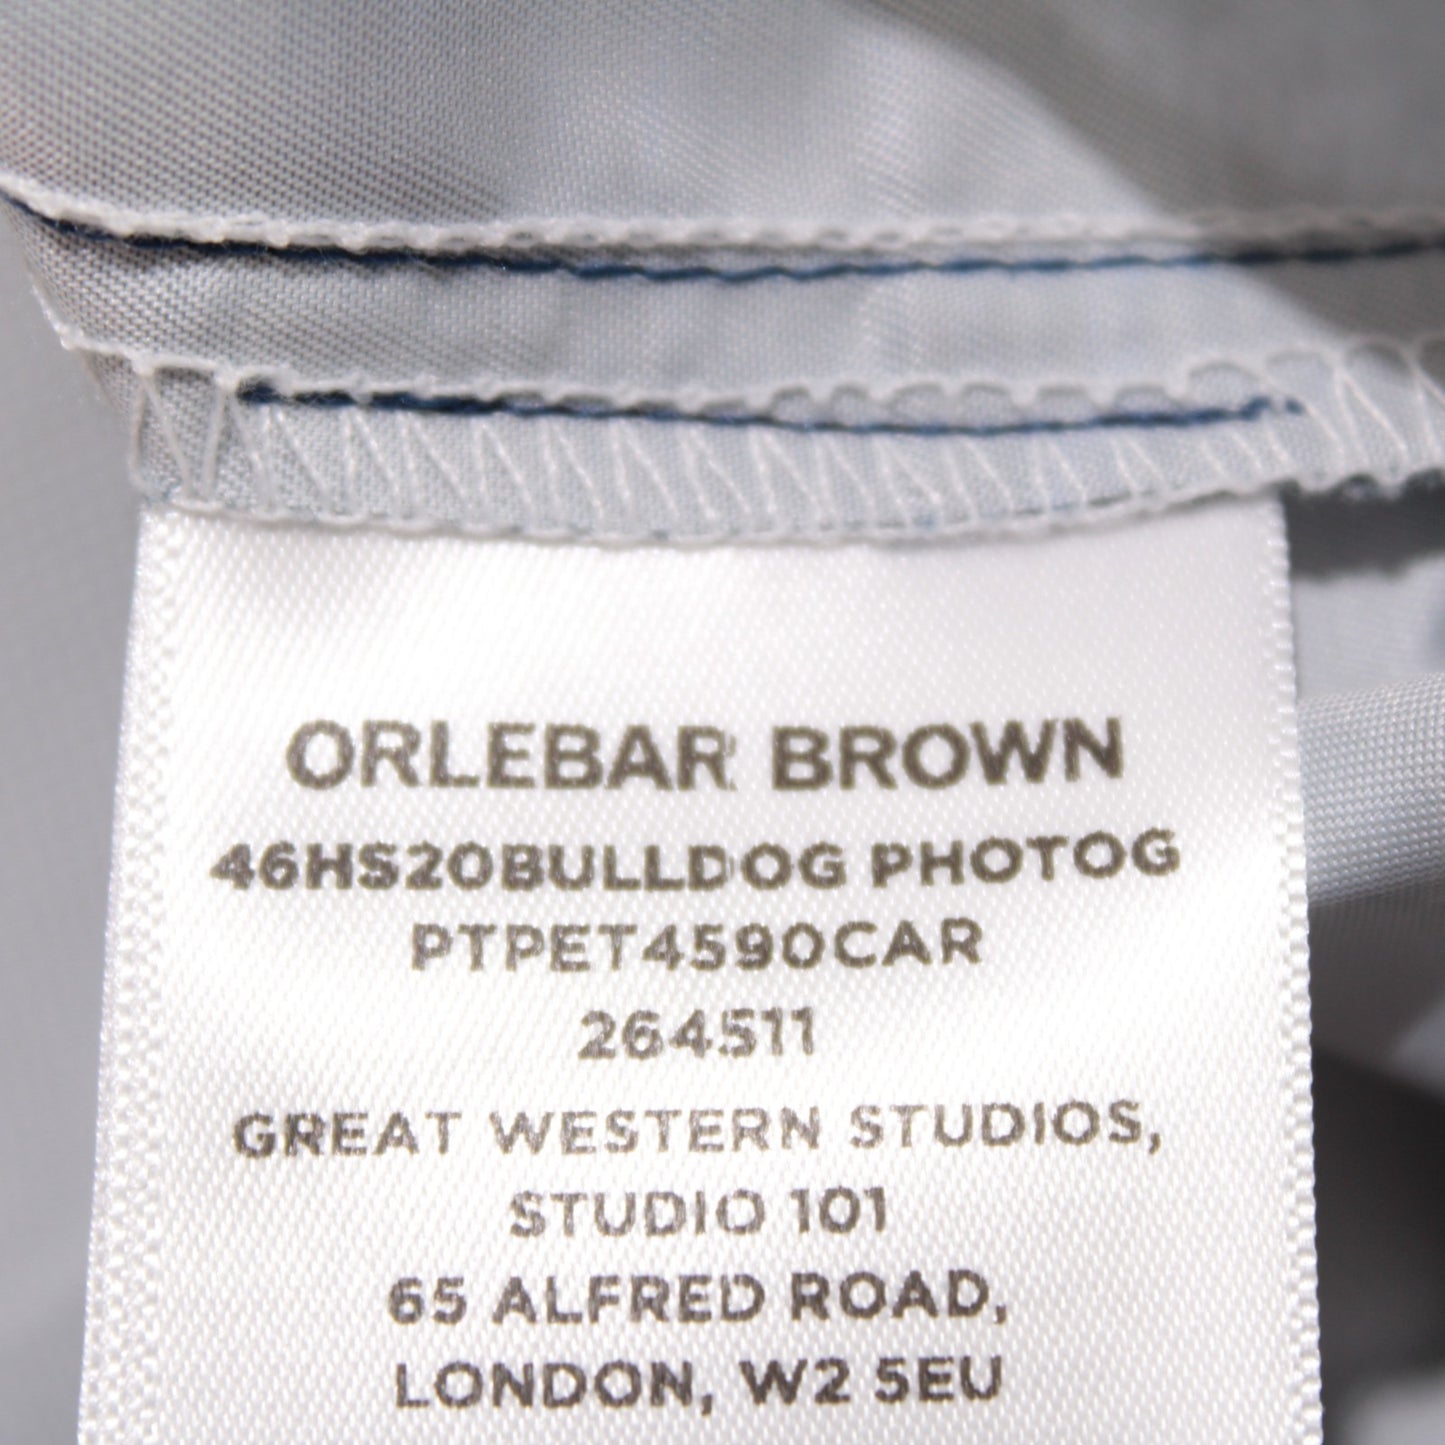 ORLEBAR BROWN
46HS20BULLDOG PHOTOG
PTPET4590CAR
264511
GREAT WESTERN STUDIOS,
STUDIO 101
65 ALFRED ROAD,
LONDON, W2 5EU